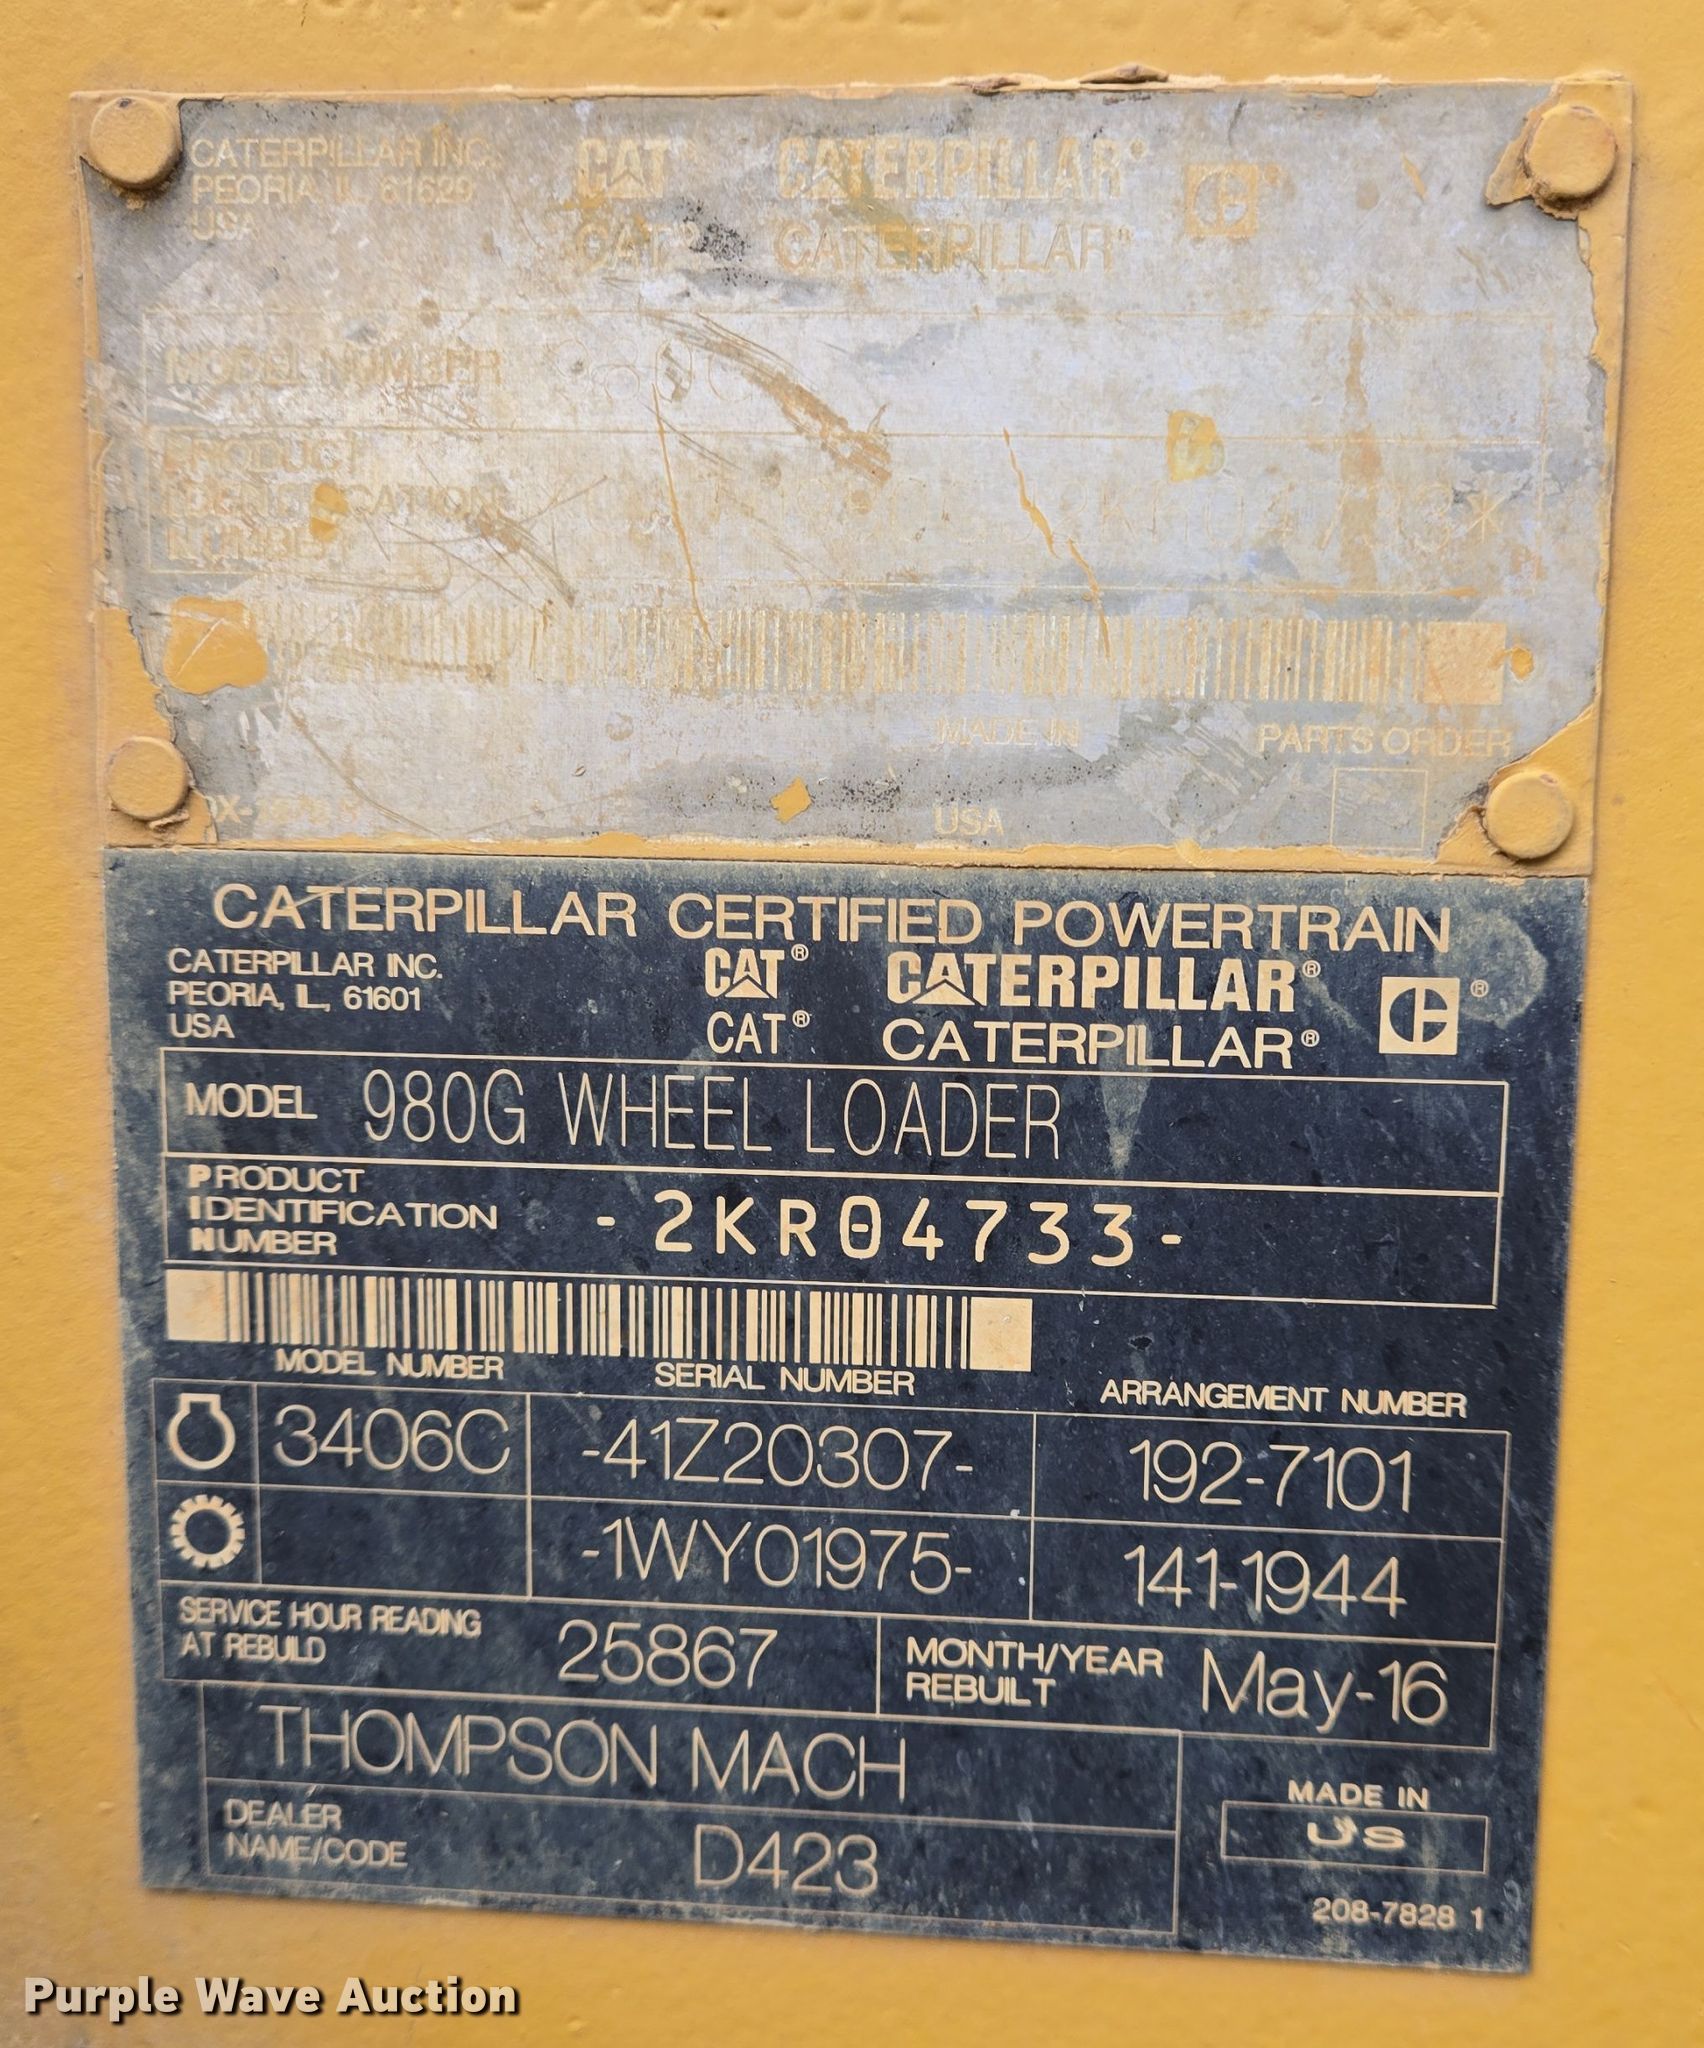 CATERPILLAR INC.
PEORIA, IL 61629
USA
CAT® CATERPILLAR®
CAT® CATERPILLAR®
MODEL NUMBER
PRODUCT
IDENTIFICATION
NUMBER
MADE IN
USA
PARTS ORDER
CATERPILLAR CERTIFIED POWERTRAIN
CATERPILLAR INC.
PEORIA, IL, 61601
USA
CAT® CATERPILLAR®
CAT® CATERPILLAR®
MODEL 980G WHEEL LOADER
PRODUCT
IDENTIFICATION
NUMBER
-2KR04733-
MODEL NUMBER SERIAL NUMBER ARRANGEMENT NUMBER
3406C -41Z20307- 192-7101
-1WY01975- 141-1944
SERVICE HOUR READING
AT REBUILD
25867
MONTH/YEAR
REBUILT
May-16
THOMPSON MACH
DEALER
NAME/CODE
D423
MADE IN
US
208-7828 1
Purple Wave Auction